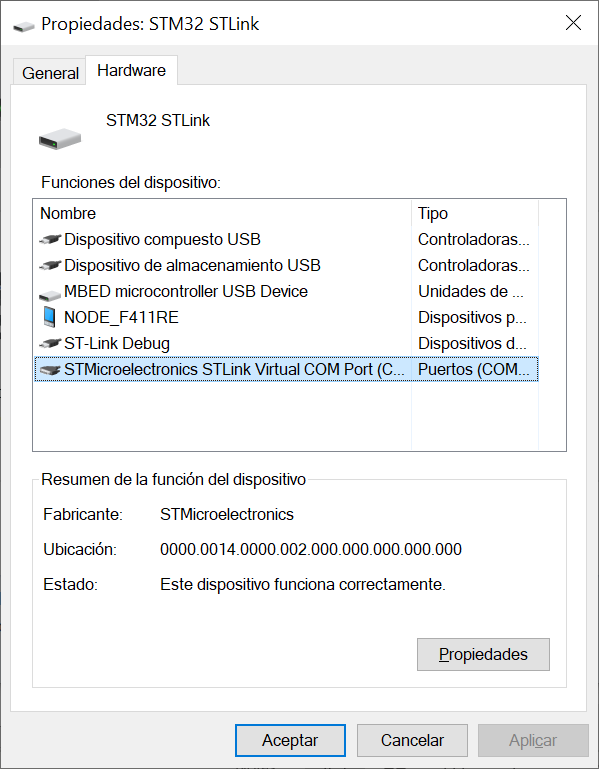 Propiedades: STM32 STLink
General
Hardware
STM32 STLink
Funciones del dispositivo:
Nombre Tipo
Dispositivo compuesto USB Controladoras...
Dispositivo de almacenamiento USB Controladoras...
MBED microcontroller USB Device Unidades de ...
NODE_F411RE Dispositivos p...
ST-Link Debug Dispositivos d...
STMicroelectronics STLink Virtual COM Port (C... Puertos (COM...
Resumen de la función del dispositivo
Fabricante: STMicroelectronics
Ubicación: 0000.0014.0000.002.000.000.000.000.000
Estado: Este dispositivo funciona correctamente.
Propiedades
Aceptar Cancelar Aplicar